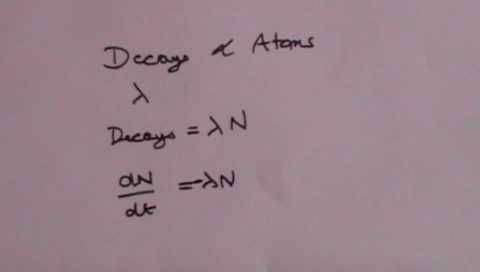 Decays ∝ Atoms
λ
Decays = λN
dN/dt = -λN